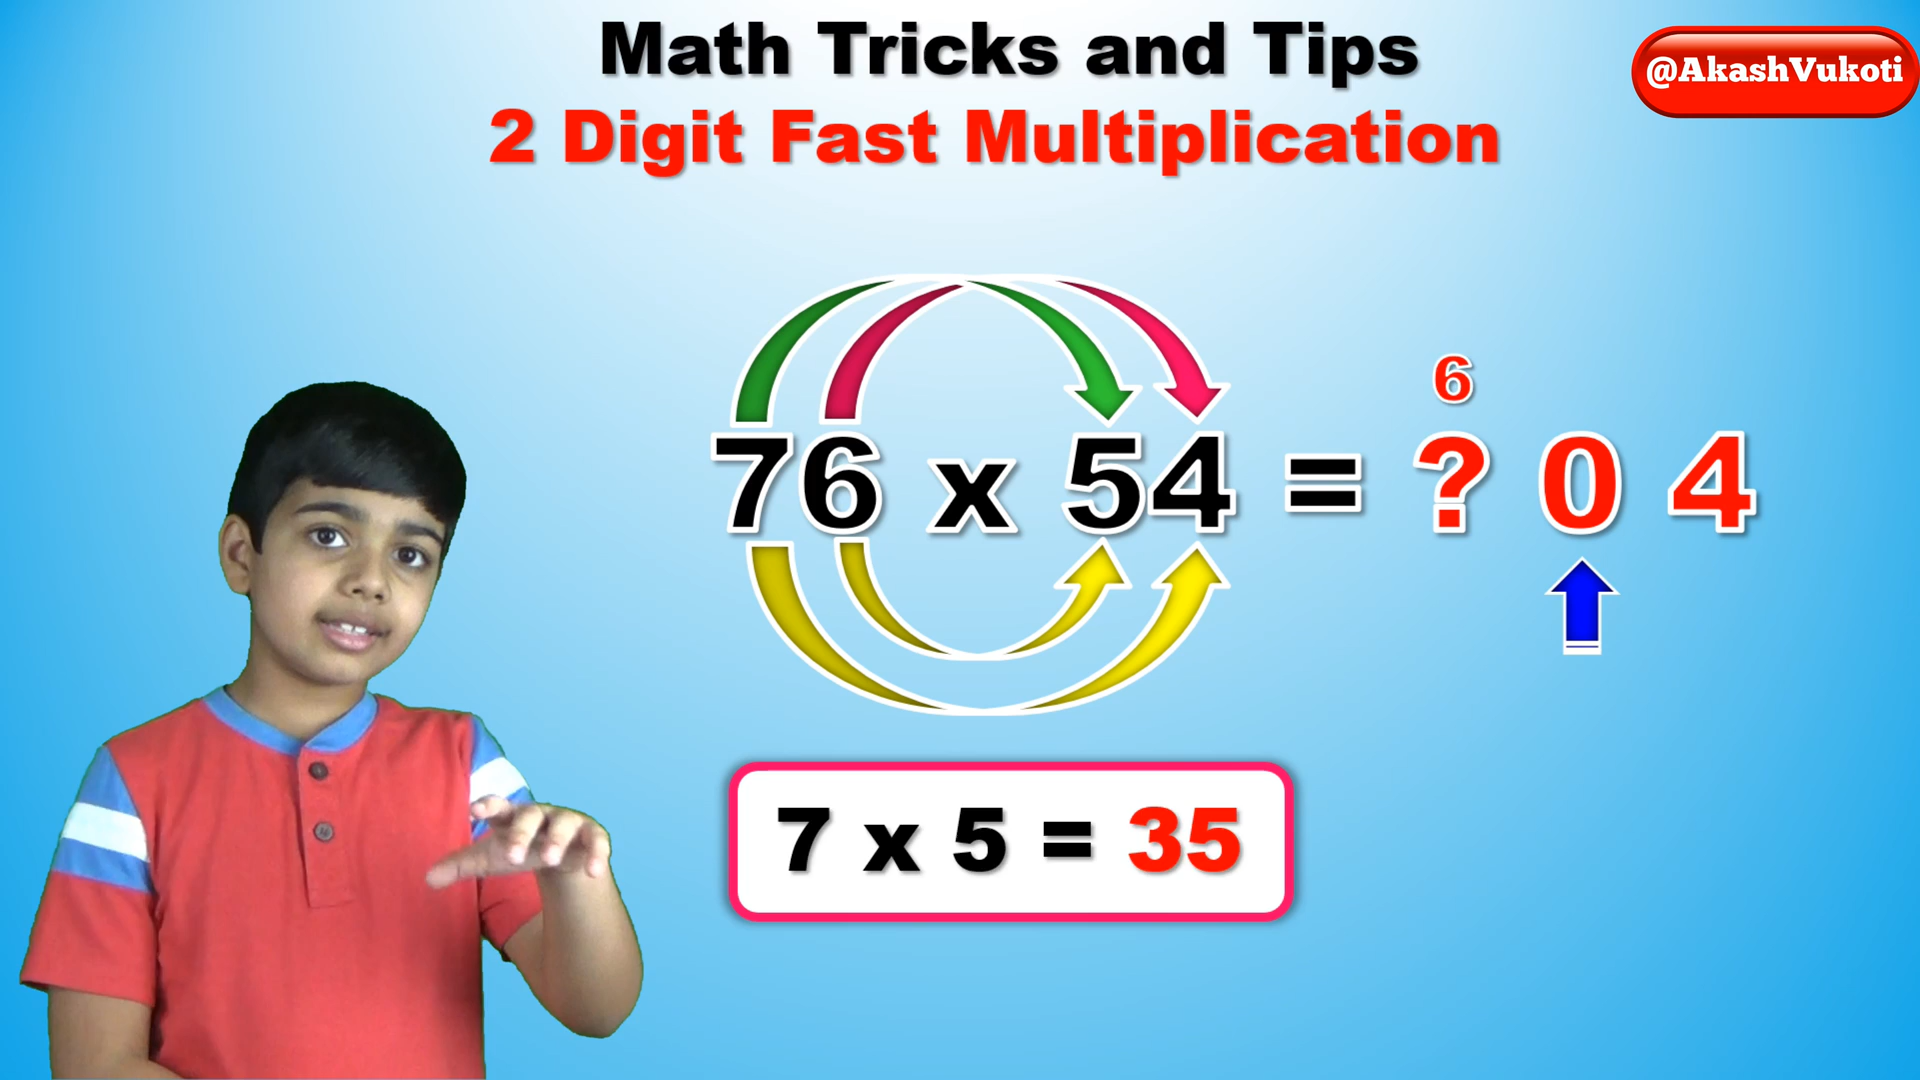 Math Tricks and Tips
@AkashVukoti
2 Digit Fast Multiplication
6
76 x 54 = ? 0 4
7 x 5 = 35